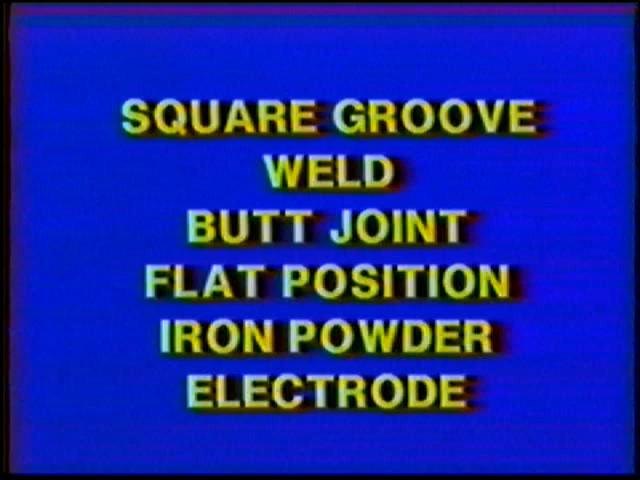 SQUARE GROOVE
WELD
BUTT JOINT
FLAT POSITION
IRON POWDER
ELECTRODE